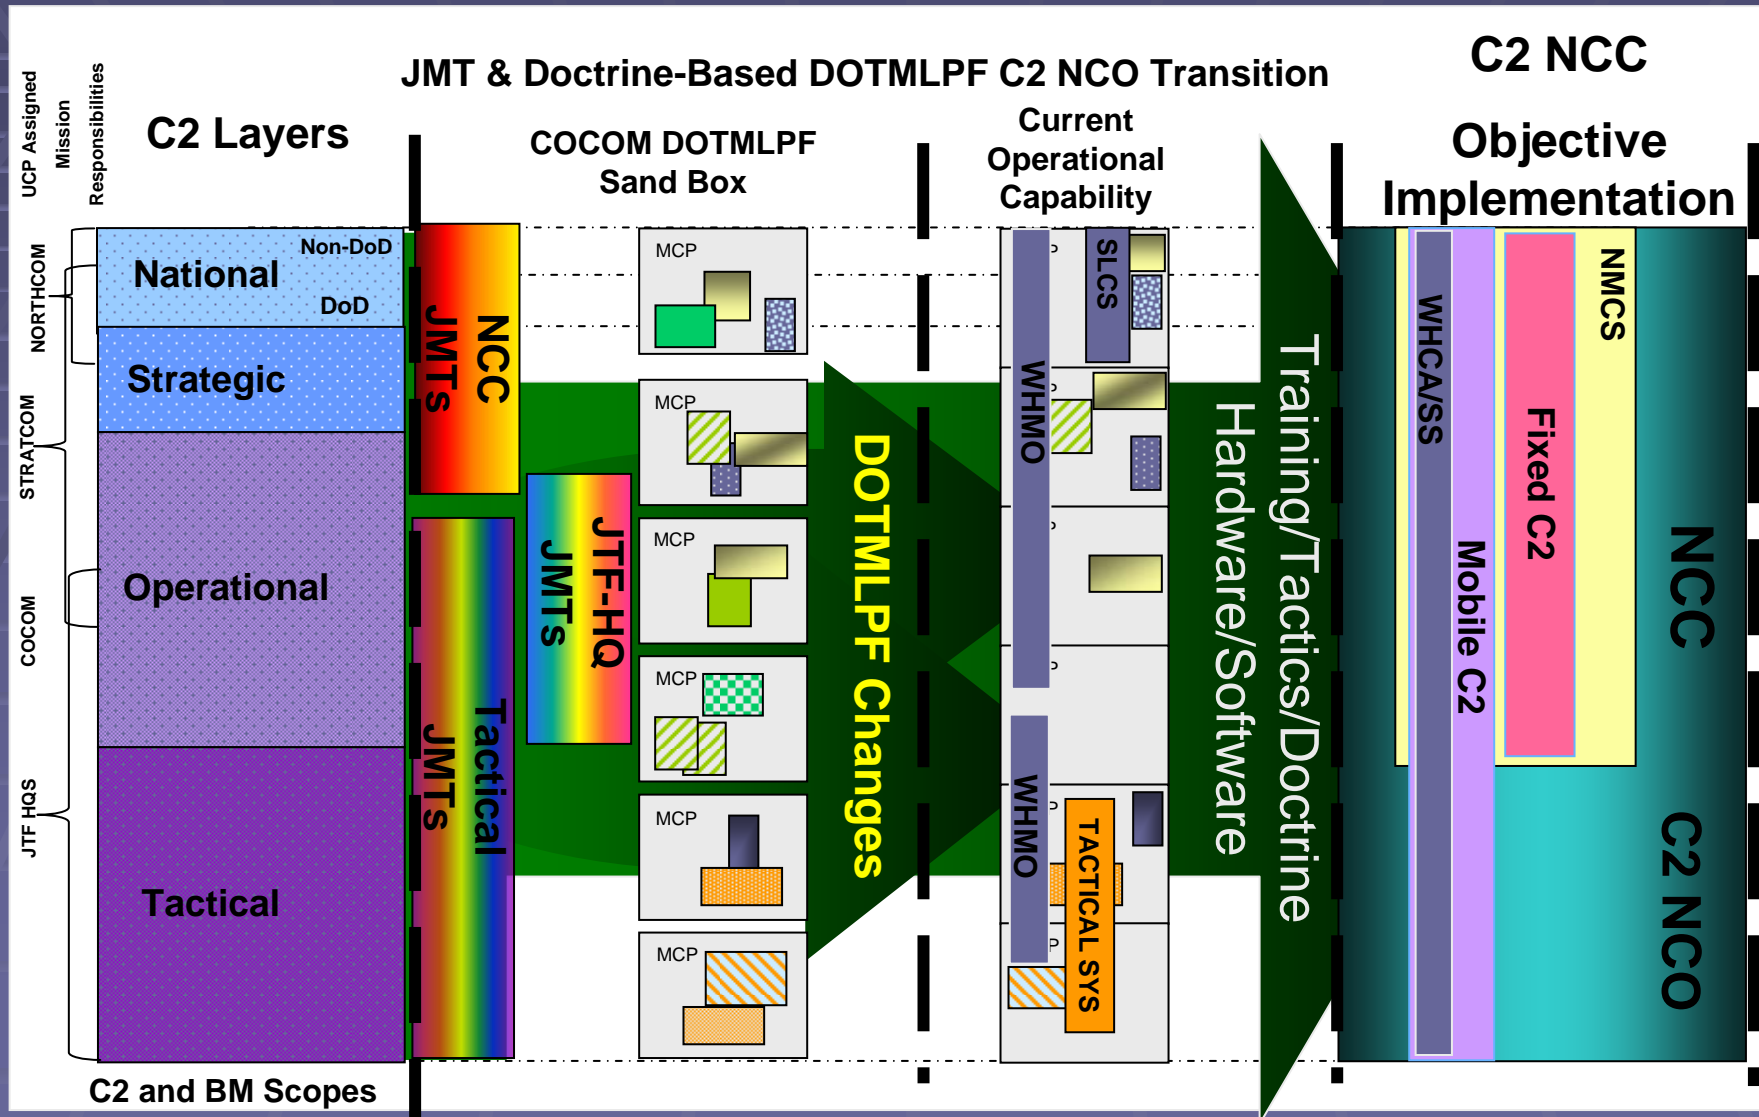 C2 NCC
JMT & Doctrine-Based DOTMLPF C2 NCO Transition
UCP Assigned
Mission
Responsibilities
C2 Layers
COCOM DOTMLPF
Sand Box
Current
Operational
Capability
Objective
Implementation
NORTHCOM
STRATCOM
COCOM
JTF HQS
National
Non-DoD
DoD
Strategic
Operational
Tactical
C2 and BM Scopes
NCC
JMTs
JTF-HQ
JMTs
Tactical
JMTs
MCP
MCP
MCP
MCP
MCP
MCP
DOTMLPF Changes
WHMO
SLCS
WHMO
TACTICAL SYS
Training/Tactics/Doctrine
Hardware/Software
WHCA/SS
Mobile C2
Fixed C2
NMCS
NCC
C2 NCO